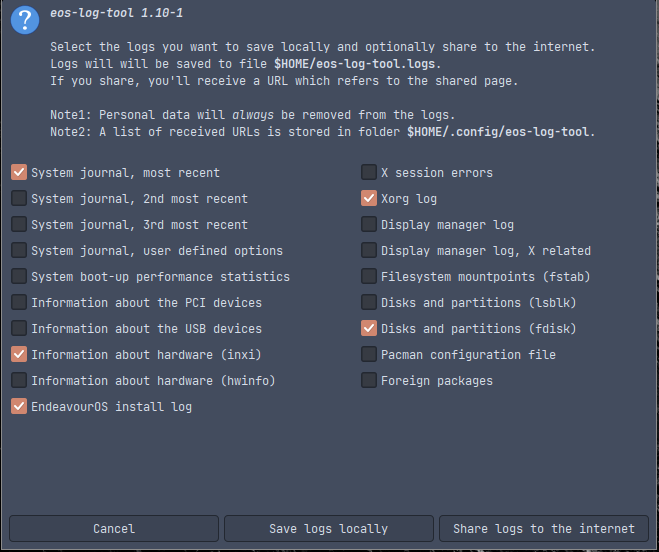 eos-log-tool 1.10-1
Select the logs you want to save locally and optionally share to the internet.
Logs will will be saved to file $HOME/eos-log-tool.logs.
If you share, you'll receive a URL which refers to the shared page.
Note1: Personal data will always be removed from the logs.
Note2: A list of received URLs is stored in folder $HOME/.config/eos-log-tool.
System journal, most recent
System journal, 2nd most recent
System journal, 3rd most recent
System journal, user defined options
System boot-up performance statistics
Information about the PCI devices
Information about the USB devices
Information about hardware (inxi)
Information about hardware (hwinfo)
EndeavourOS install log
X session errors
Xorg log
Display manager log
Display manager log, X related
Filesystem mountpoints (fstab)
Disks and partitions (lsblk)
Disks and partitions (fdisk)
Pacman configuration file
Foreign packages
Cancel
Save logs locally
Share logs to the internet